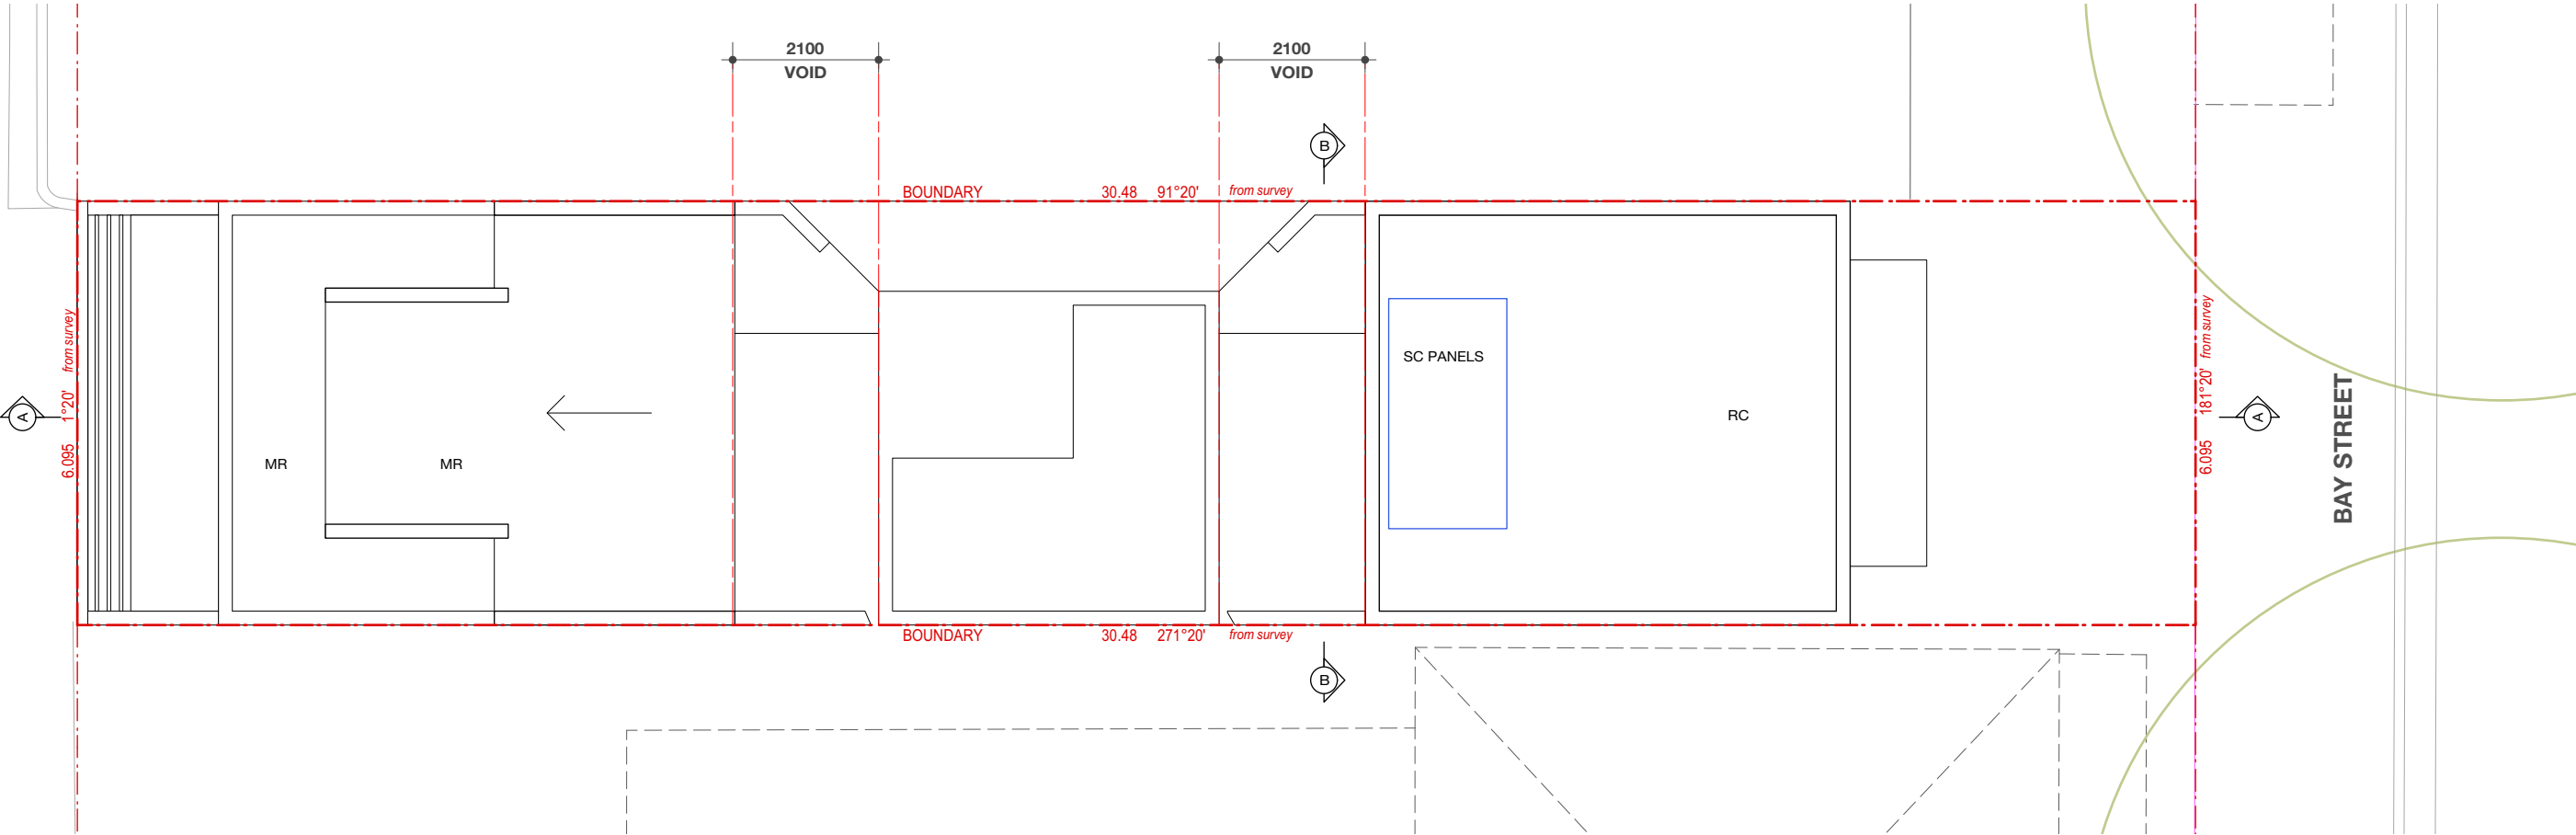 2100
VOID
2100
VOID
B
BOUNDARY 30.48 91°20' from survey
6.095 1°20' from survey
A
MR
MR
SC PANELS
RC
6.095 181°20' from survey
A
BAY STREET
BOUNDARY 30.48 271°20' from survey
B